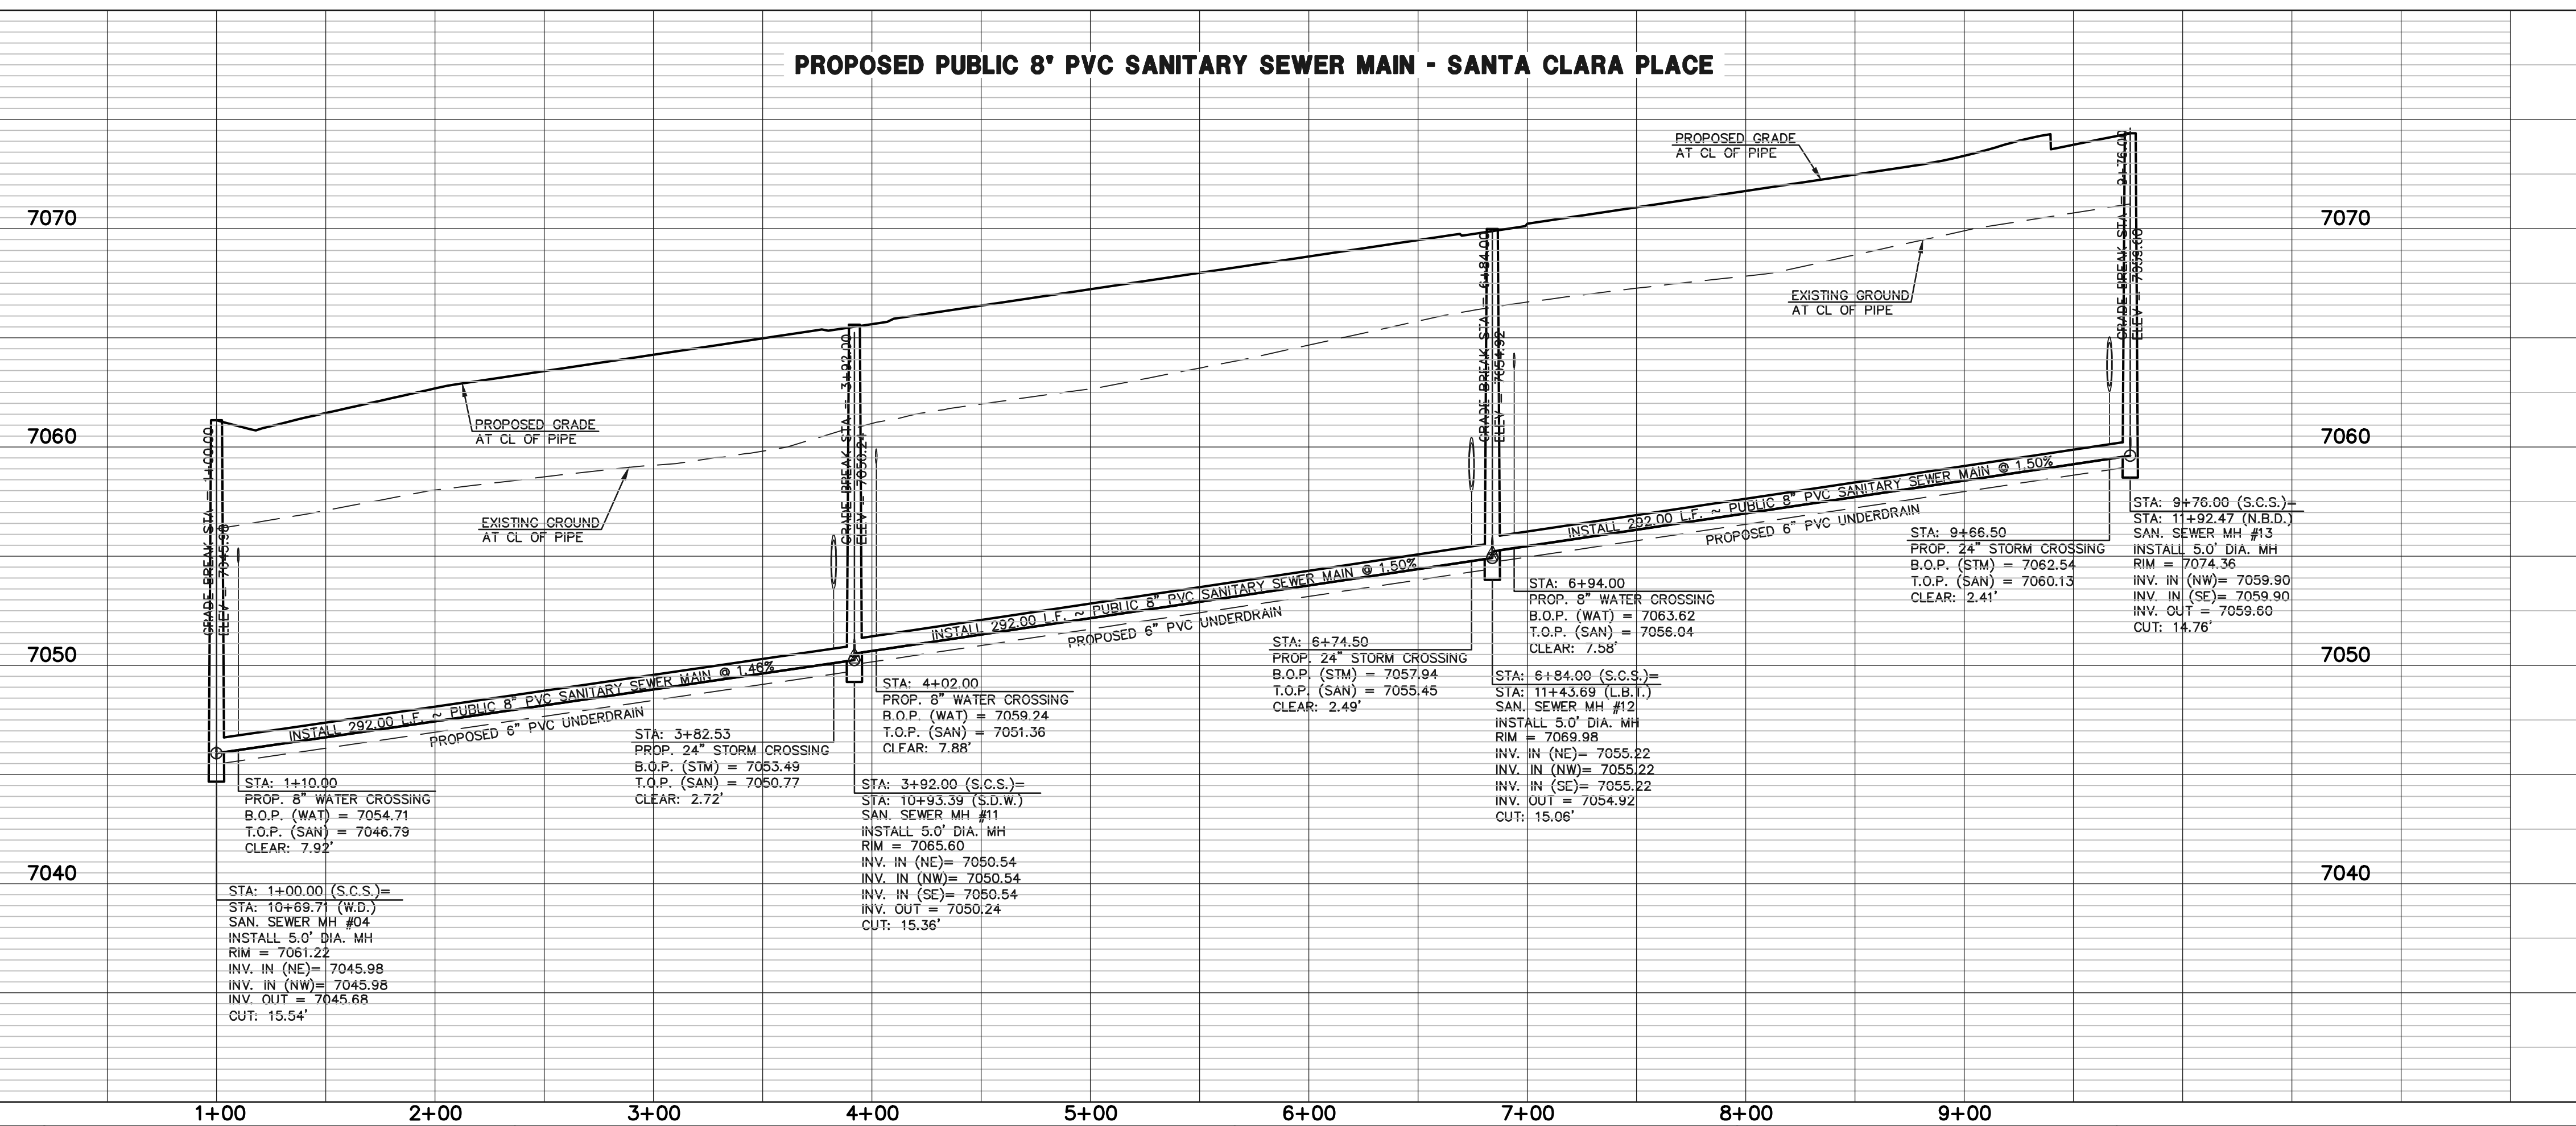 PROPOSED PUBLIC 8" PVC SANITARY SEWER MAIN - SANTA CLARA PLACE
PROPOSED GRADE
AT CL OF PIPE
7070
7070
EXISTING GROUND
AT CL OF PIPE
PROPOSED GRADE
AT CL OF PIPE
7060
7060
EXISTING GROUND
AT CL OF PIPE
GRADE BREAK STA = 1+00.00
ELEV = 7045.98
GRADE BREAK STA = 3+92.00
ELEV = 7050.24
GRADE BREAK STA = 6+84.00
ELEV = 7054.92
GRADE BREAK STA = 9+76.00
ELEV = 7059.60
INSTALL 292.00 L.F. ~ PUBLIC 8" PVC SANITARY SEWER MAIN @ 1.46%
PROPOSED 6" PVC UNDERDRAIN
INSTALL 292.00 L.F. ~ PUBLIC 8" PVC SANITARY SEWER MAIN @ 1.50%
PROPOSED 6" PVC UNDERDRAIN
INSTALL 292.00 L.F. ~ PUBLIC 8" PVC SANITARY SEWER MAIN @ 1.50%
PROPOSED 6" PVC UNDERDRAIN
7050
7050
STA: 1+10.00
PROP. 8" WATER CROSSING
B.O.P. (WAT) = 7054.71
T.O.P. (SAN) = 7046.79
CLEAR: 7.92'
STA: 1+00.00 (S.C.S.)=
STA: 10+69.71 (W.D.)
SAN. SEWER MH #04
INSTALL 5.0' DIA. MH
RIM = 7061.22
INV. IN (NE)= 7045.98
INV. IN (NW)= 7045.98
INV. OUT = 7045.68
CUT: 15.54'
STA: 3+82.53
PROP. 24" STORM CROSSING
B.O.P. (STM) = 7053.49
T.O.P. (SAN) = 7050.77
CLEAR: 2.72'
STA: 4+02.00
PROP. 8" WATER CROSSING
B.O.P. (WAT) = 7059.24
T.O.P. (SAN) = 7051.36
CLEAR: 7.88'
STA: 3+92.00 (S.C.S.)=
STA: 10+93.39 (S.D.W.)
SAN. SEWER MH #11
INSTALL 5.0' DIA. MH
RIM = 7065.60
INV. IN (NE)= 7050.54
INV. IN (NW)= 7050.54
INV. IN (SE)= 7050.54
INV. OUT = 7050.24
CUT: 15.36'
STA: 6+74.50
PROP. 24" STORM CROSSING
B.O.P. (STM) = 7057.94
T.O.P. (SAN) = 7055.45
CLEAR: 2.49'
STA: 6+94.00
PROP. 8" WATER CROSSING
B.O.P. (WAT) = 7063.62
T.O.P. (SAN) = 7056.04
CLEAR: 7.58'
STA: 6+84.00 (S.C.S.)=
STA: 11+43.69 (L.B.T.)
SAN. SEWER MH #12
INSTALL 5.0' DIA. MH
RIM = 7069.98
INV. IN (NE)= 7055.22
INV. IN (NW)= 7055.22
INV. IN (SE)= 7055.22
INV. OUT = 7054.92
CUT: 15.06'
STA: 9+66.50
PROP. 24" STORM CROSSING
B.O.P. (STM) = 7062.54
T.O.P. (SAN) = 7060.13
CLEAR: 2.41'
STA: 9+76.00 (S.C.S.)=
STA: 11+92.47 (N.B.D.)
SAN. SEWER MH #13
INSTALL 5.0' DIA. MH
RIM = 7074.36
INV. IN (NW)= 7059.90
INV. IN (SE)= 7059.90
INV. OUT = 7059.60
CUT: 14.76'
7040
7040
1+00
2+00
3+00
4+00
5+00
6+00
7+00
8+00
9+00